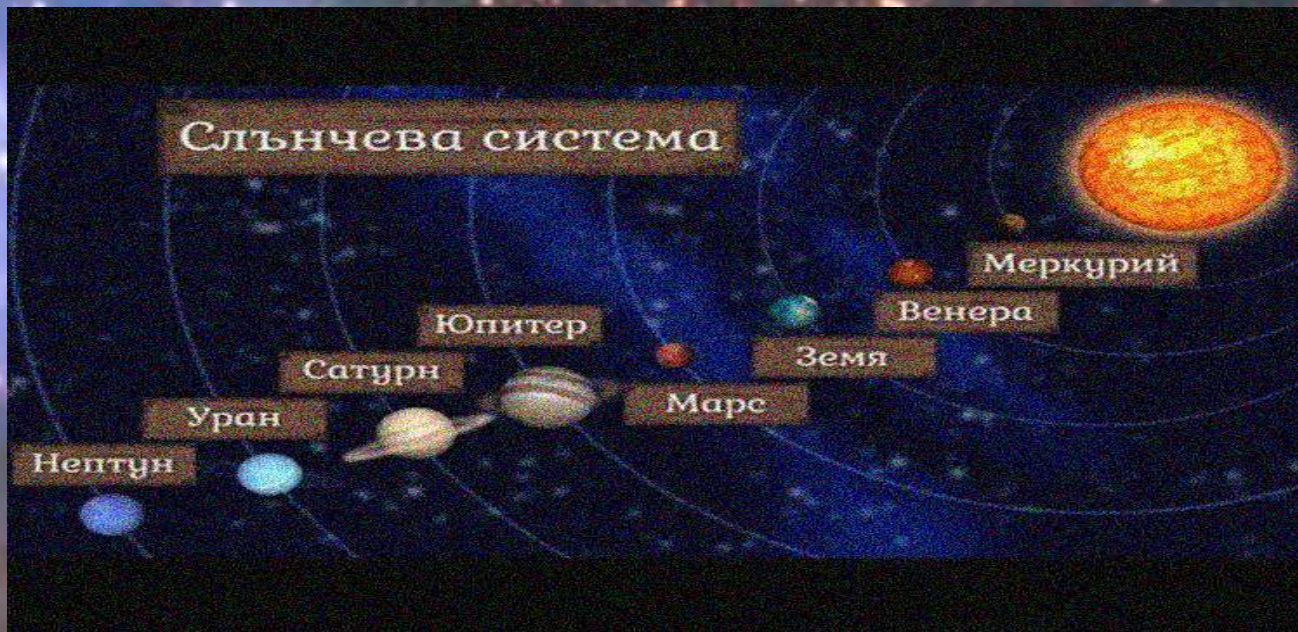 Слънчева система
Меркурий
Венера
Земя
Марс
Юпитер
Сатурн
Уран
Нептун